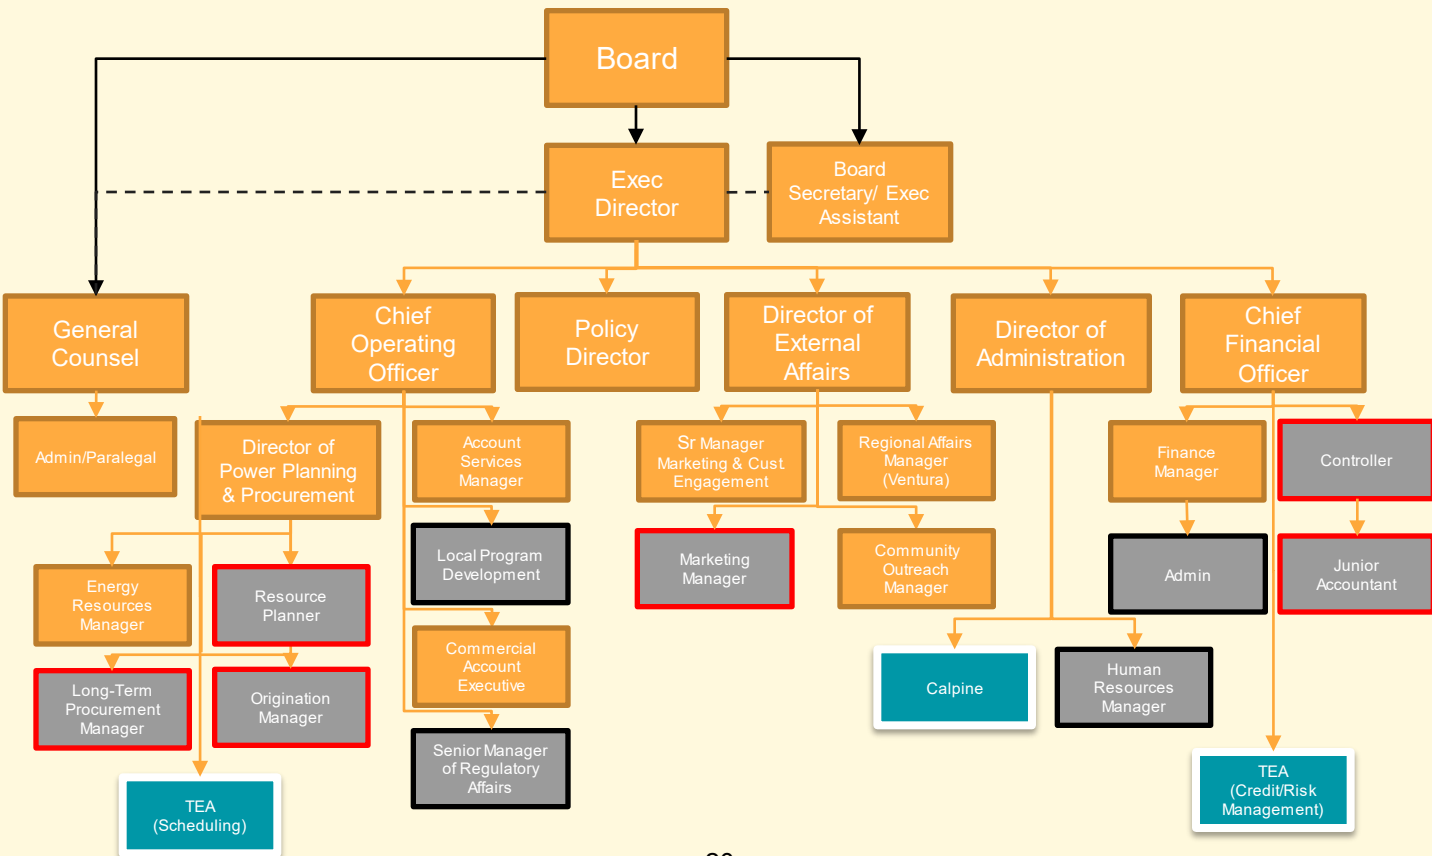 Board
Exec
Director
Board
Secretary/ Exec
Assistant
General
Counsel
Chief
Operating
Officer
Policy
Director
Director of
External
Affairs
Director of
Administration
Chief
Financial
Officer
Admin/Paralegal
Director of
Power Planning
& Procurement
Account
Services
Manager
Sr Manager
Marketing & Cust.
Engagement
Regional Affairs
Manager
(Ventura)
Finance
Manager
Controller
Energy
Resources
Manager
Resource
Planner
Local Program
Development
Marketing
Manager
Community
Outreach
Manager
Admin
Junior
Accountant
Long-Term
Procurement
Manager
Origination
Manager
Commercial
Account
Executive
Calpine
Human
Resources
Manager
Senior Manager
of Regulatory
Affairs
TEA
(Scheduling)
TEA
(Credit/Risk
Management)